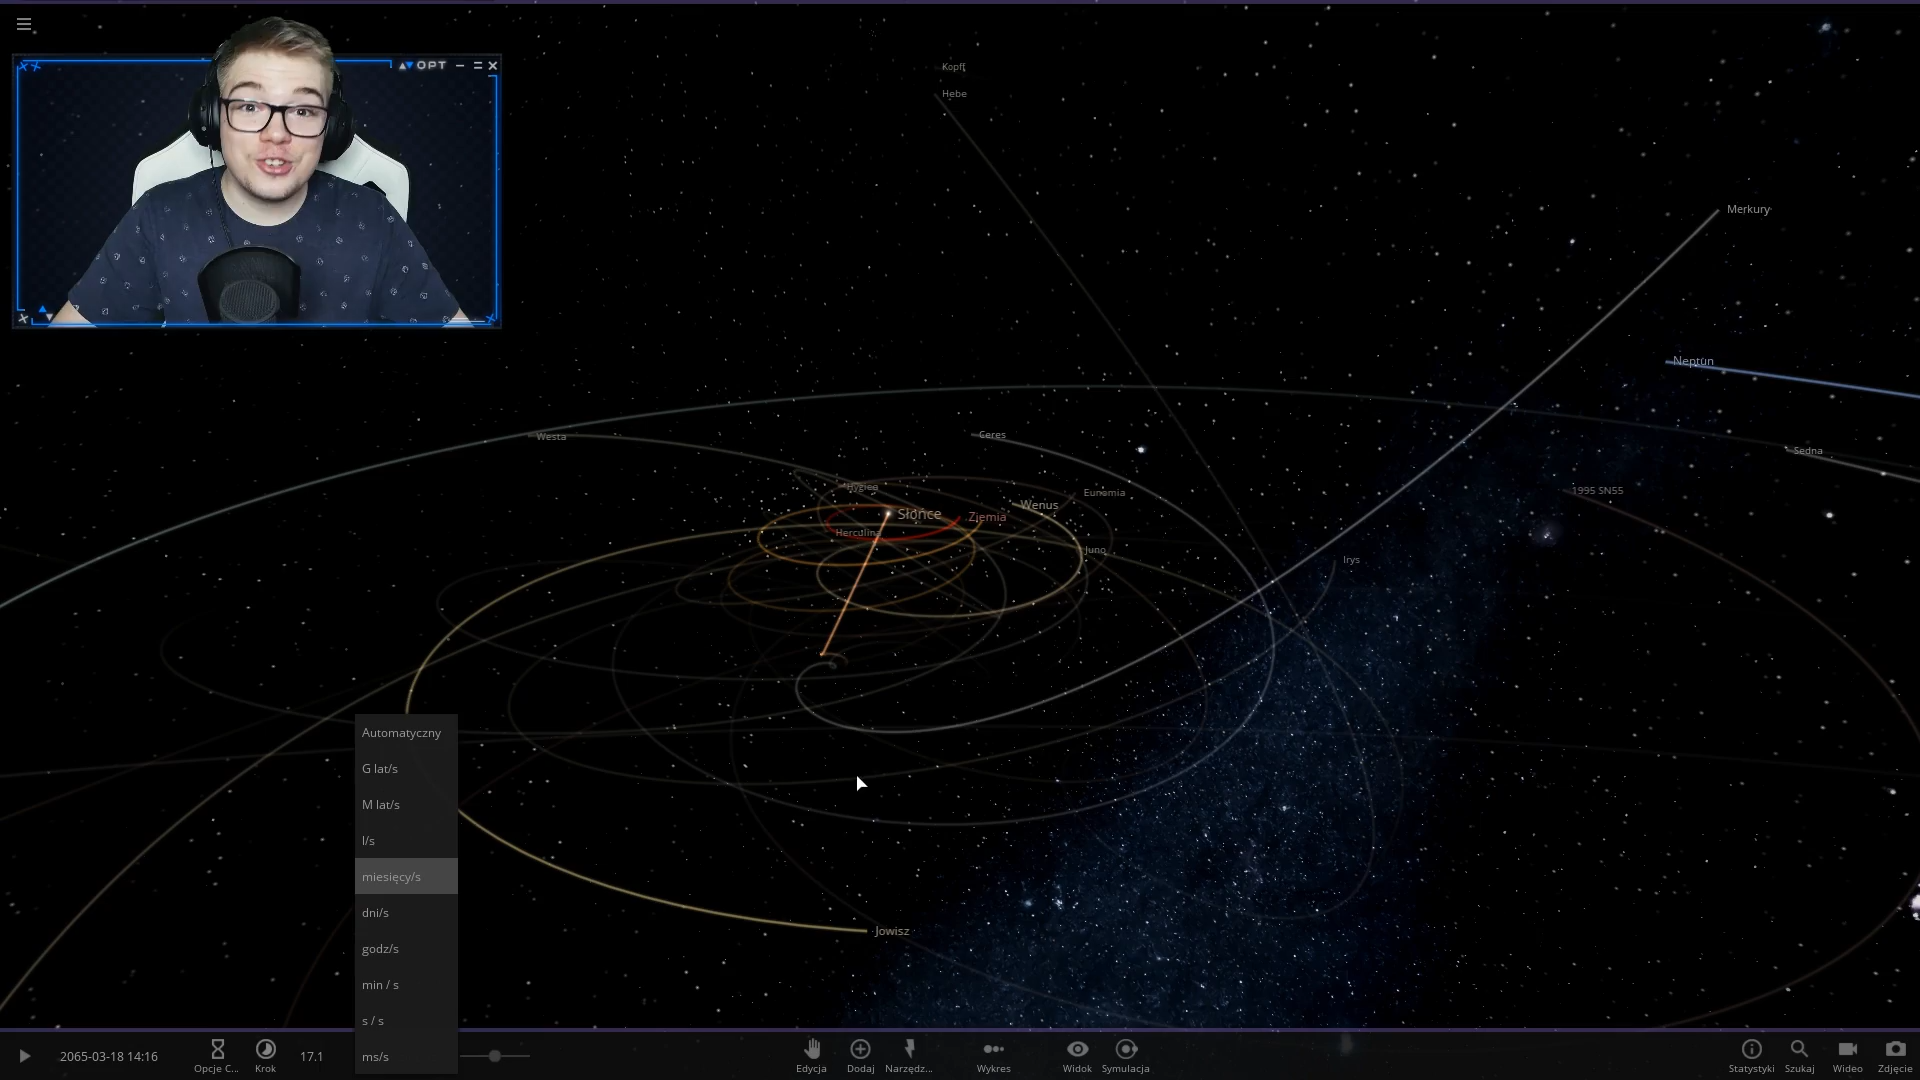 OPT
Kopff
Hebe
Merkury
Neptun
Westa
Ceres
Sedna
Hygiea
Eunomia
1995 SN55
Wenus
Słońce
Ziemia
Herculina
Juno
Irys
Automatyczny
G lat/s
M lat/s
l/s
miesięcy/s
dni/s
Jowisz
godz/s
min / s
s / s
ms/s
2065-03-18 14:16
Opcje C...
Krok
17.1
Edycja
Dodaj
Narzędz...
Wykres
Widok
Symulacja
Statystyki
Szukaj
Wideo
Zdjęcie